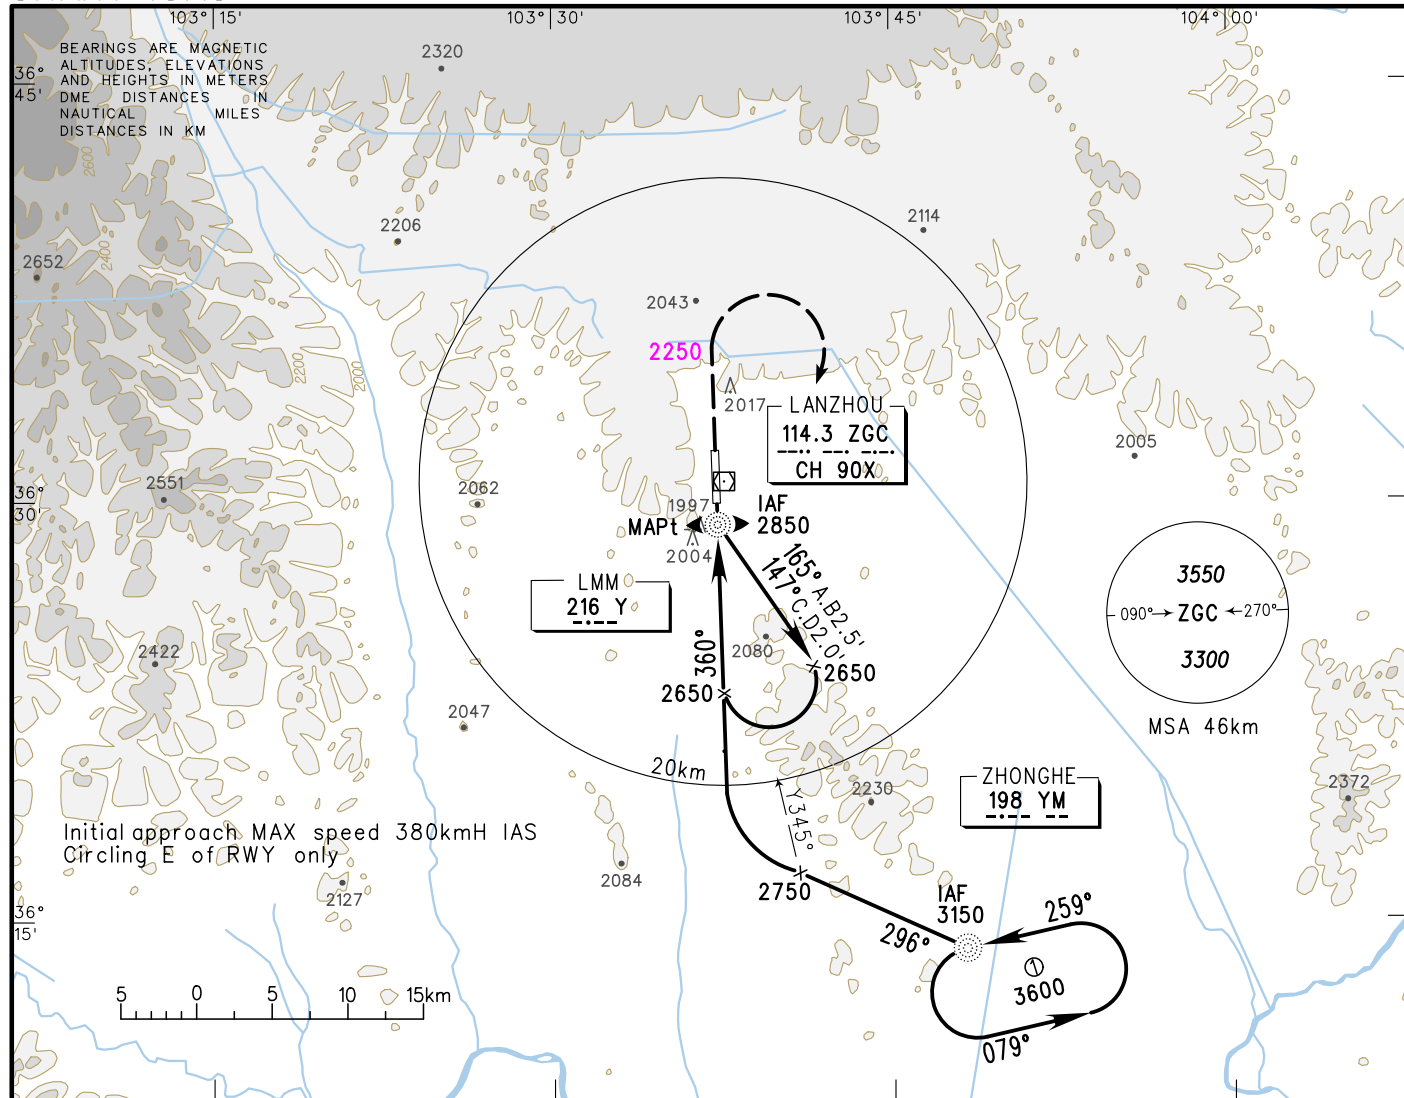 103°15'
103°30'
103°45'
104°00'
BEARINGS ARE MAGNETIC
ALTITUDES, ELEVATIONS
AND HEIGHTS IN METERS
DME DISTANCES IN
NAUTICAL MILES
DISTANCES IN KM
36°
45'
2320
2600
2400
2206
2114
2652
2043
2250
2200
2000
2017
LANZHOU
114.3 ZGC
CH 90X
2005
2551
36°
30'
2062
1997
IAF
2850
MAPt
2004
165° A.B2.5'
147° C.D2.0'
LMM
216 Y
3550
090°
ZGC
270°
3300
MSA 46km
2422
360°
2080
2650
2650
2047
20km
Y345°
2230
ZHONGHE
198 YM
2372
Initial approach MAX speed 380kmH IAS
Circling E of RWY only
2084
2127
2750
IAF
3150
36°
15'
296°
259°
3600
079°
5 0 5 10 15km